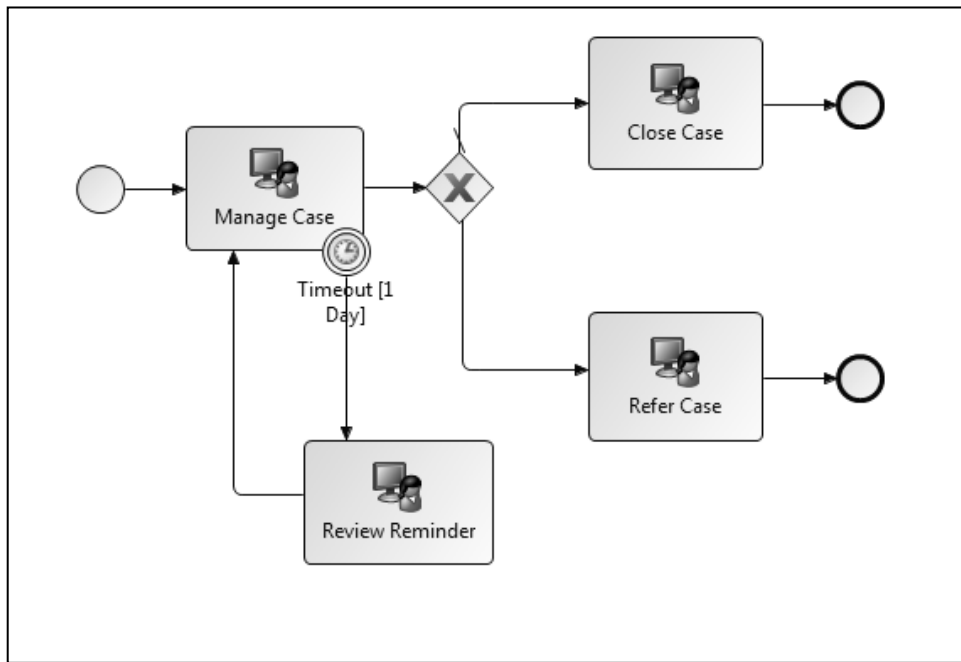 Close Case
Manage Case
Timeout [1
Day]
Refer Case
Review Reminder